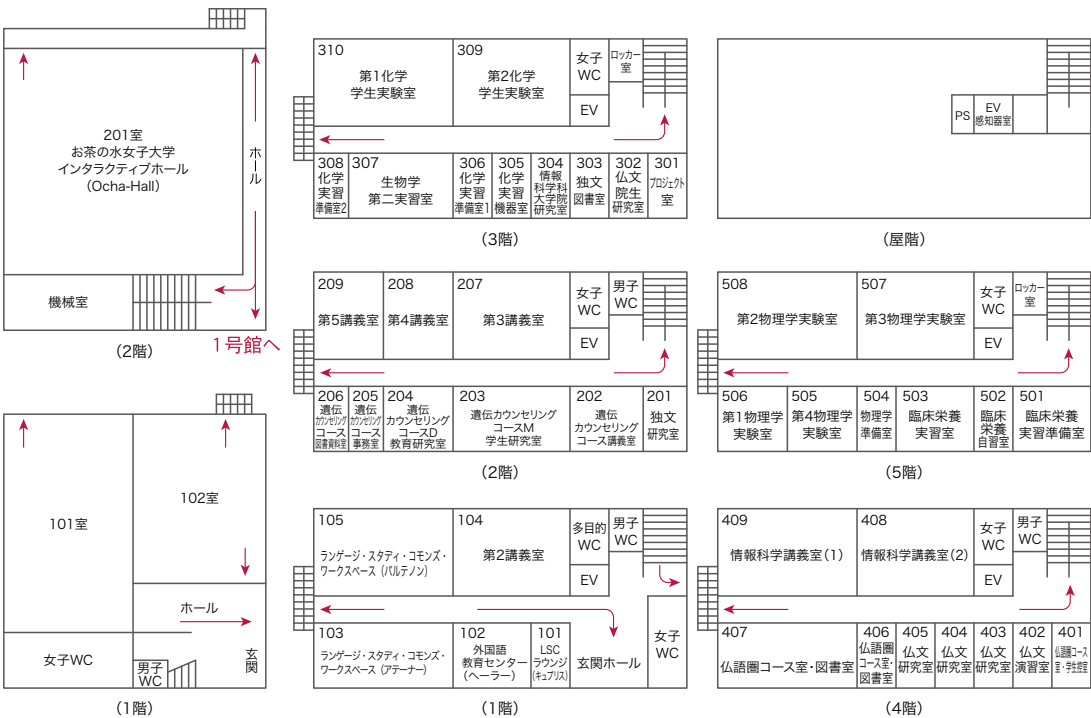 201室
お茶の水女子大学
インタラクティブホール
(Ocha-Hall)
ホール
機械室
(2階)
1号館へ
101室
102室
ホール
女子WC
男子
WC
玄関
(1階)
310
第1化学
学生実験室
309
第2化学
学生実験室
女子
WC
ロッカー
室
EV
308
化学
実習
準備室2
307
生物学
第二実習室
306
化学
実習
準備室1
305
化学
実習
機器室
304
情報
科学科
大学院
研究室
303
独文
図書室
302
仏文
院生
研究室
301
プロジェクト
室
(3階)
PS
EV
感知器室
(屋階)
209
第5講義室
208
第4講義室
207
第3講義室
女子
WC
男子
WC
EV
206
遺伝
カウンセリング
コース
図書資料室
205
遺伝
カウンセリング
コース
事務室
204
遺伝
カウンセリング
コースD
教育研究室
203
遺伝カウンセリング
コースM
学生研究室
202
遺伝
カウンセリング
コース講義室
201
独文
研究室
(2階)
508
第2物理学実験室
507
第3物理学実験室
女子
WC
ロッカー
室
EV
506
第1物理学
実験室
505
第4物理学
実験室
504
物理学
準備室
503
臨床栄養
実習室
502
臨床
栄養
自習室
501
臨床栄養
実習準備室
(5階)
105
ランゲージ・スタディ・コモンズ・
ワークスペース(パルテノン)
104
第2講義室
多目的
WC
男子
WC
EV
103
ランゲージ・スタディ・コモンズ・
ワークスペース(アテーナー)
102
外国語
教育センター
(ヘーラー)
101
LSC
ラウンジ
(キュプリス)
玄関ホール
女子
WC
(1階)
409
情報科学講義室(1)
408
情報科学講義室(2)
女子
WC
男子
WC
EV
407
仏語圏コース室・図書室
406
仏語圏
コース室・
図書室
405
仏文
研究室
404
仏文
研究室
403
仏文
研究室
402
仏文
演習室
401
仏語圏コース
室・学生控室
(4階)